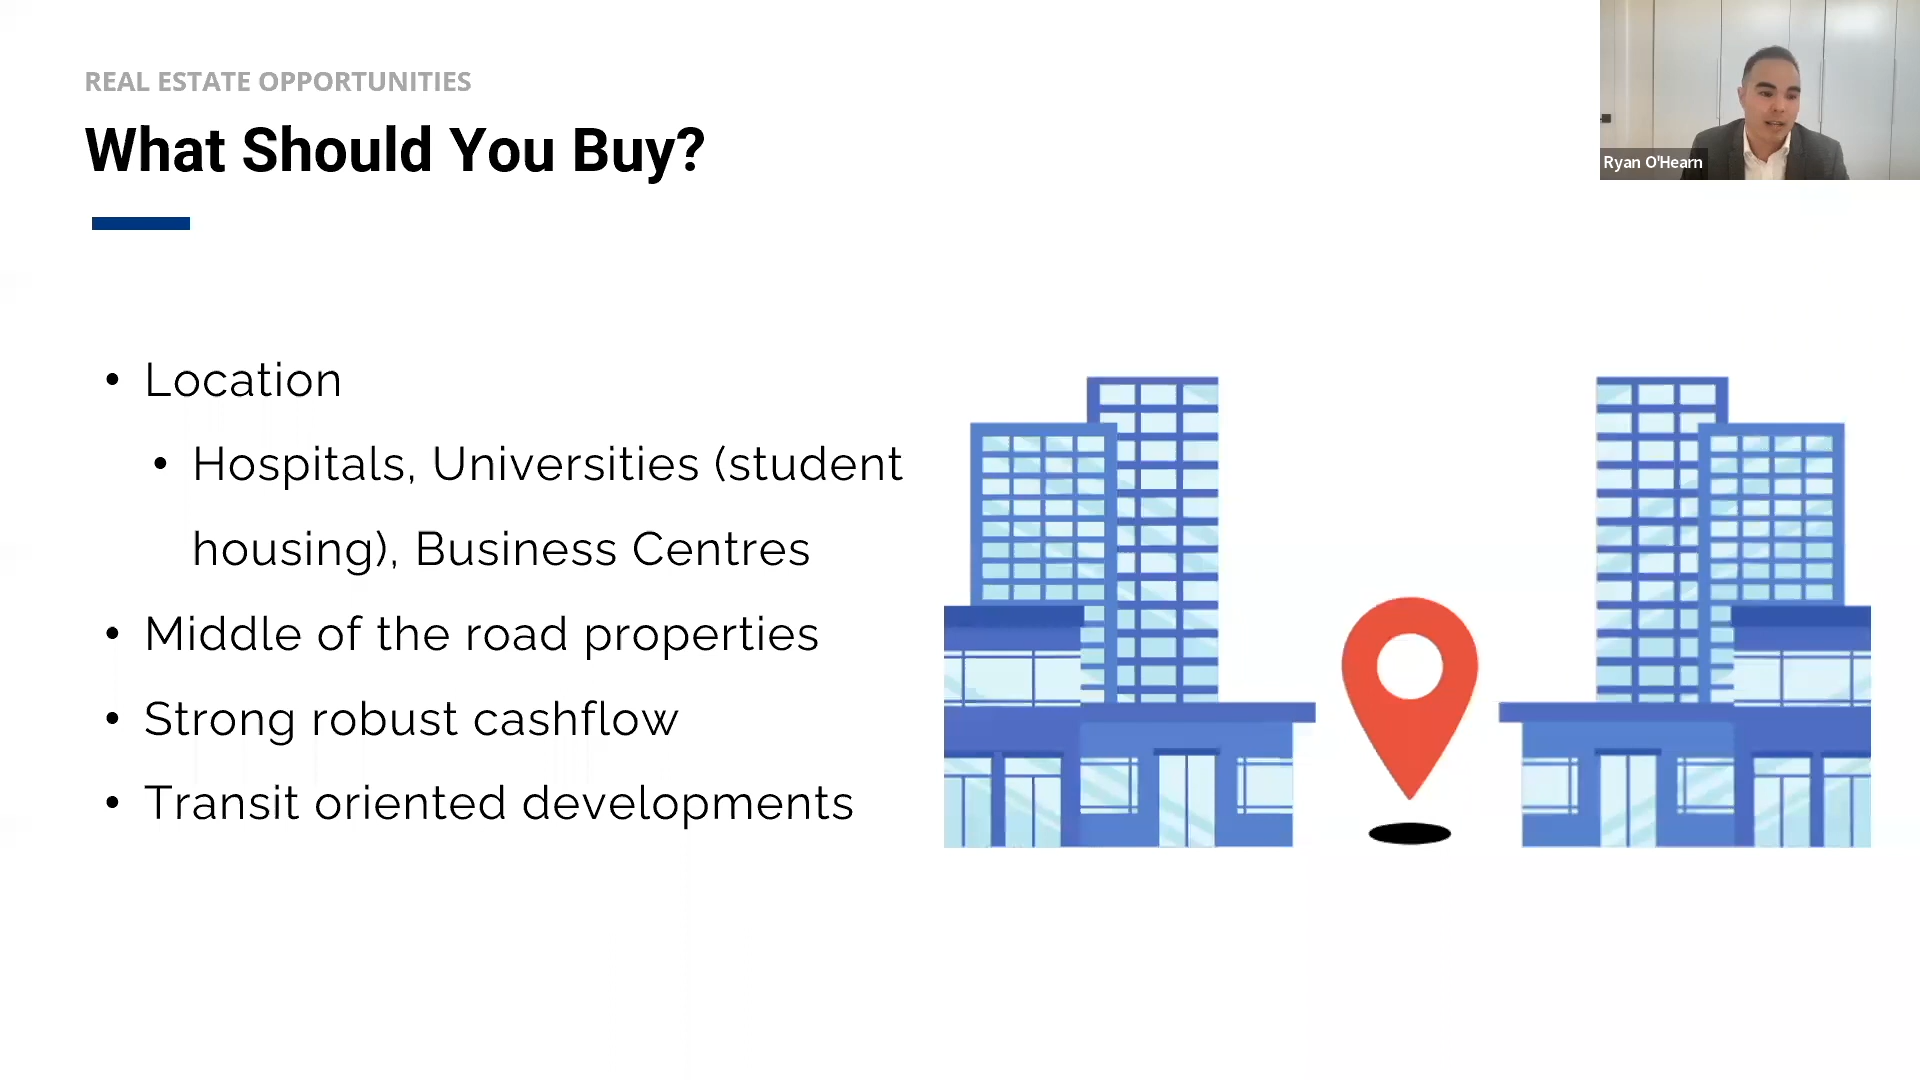 REAL ESTATE OPPORTUNITIES
What Should You Buy?
Ryan O'Hearn
• Location
• Hospitals, Universities (student
housing), Business Centres
• Middle of the road properties
• Strong robust cashflow
• Transit oriented developments